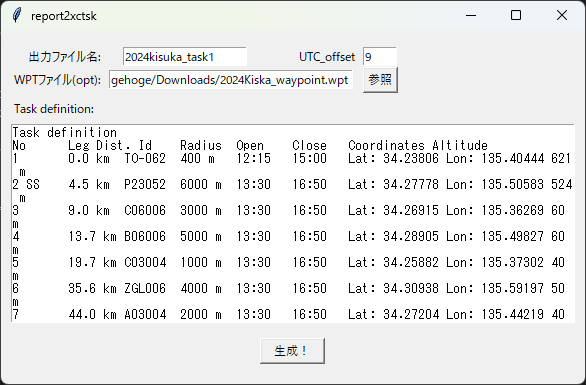 report2xctsk
出力ファイル名: 2024kisuka_task1 UTC_offset 9
WPTファイル(opt): gehoge/Downloads/2024Kiska_waypoint.wpt 参照
Task definition:
Task definition
No Leg Dist. Id Radius Open Close Coordinates Altitude
1 0.0 km TO-062 400 m 12:15 15:00 Lat: 34.23806 Lon: 135.40444 621
m
2 SS 4.5 km P23052 6000 m 13:30 16:50 Lat: 34.27778 Lon: 135.50583 524
m
3 9.0 km C06006 3000 m 13:30 16:50 Lat: 34.26915 Lon: 135.36269 60
m
4 13.7 km B06006 5000 m 13:30 16:50 Lat: 34.28905 Lon: 135.49827 60
m
5 19.7 km C03004 1000 m 13:30 16:50 Lat: 34.25882 Lon: 135.37302 40
m
6 35.6 km ZGL006 4000 m 13:30 16:50 Lat: 34.30938 Lon: 135.59197 50
m
7 44.0 km A03004 2000 m 13:30 16:50 Lat: 34.27204 Lon: 135.44219 40
生成！